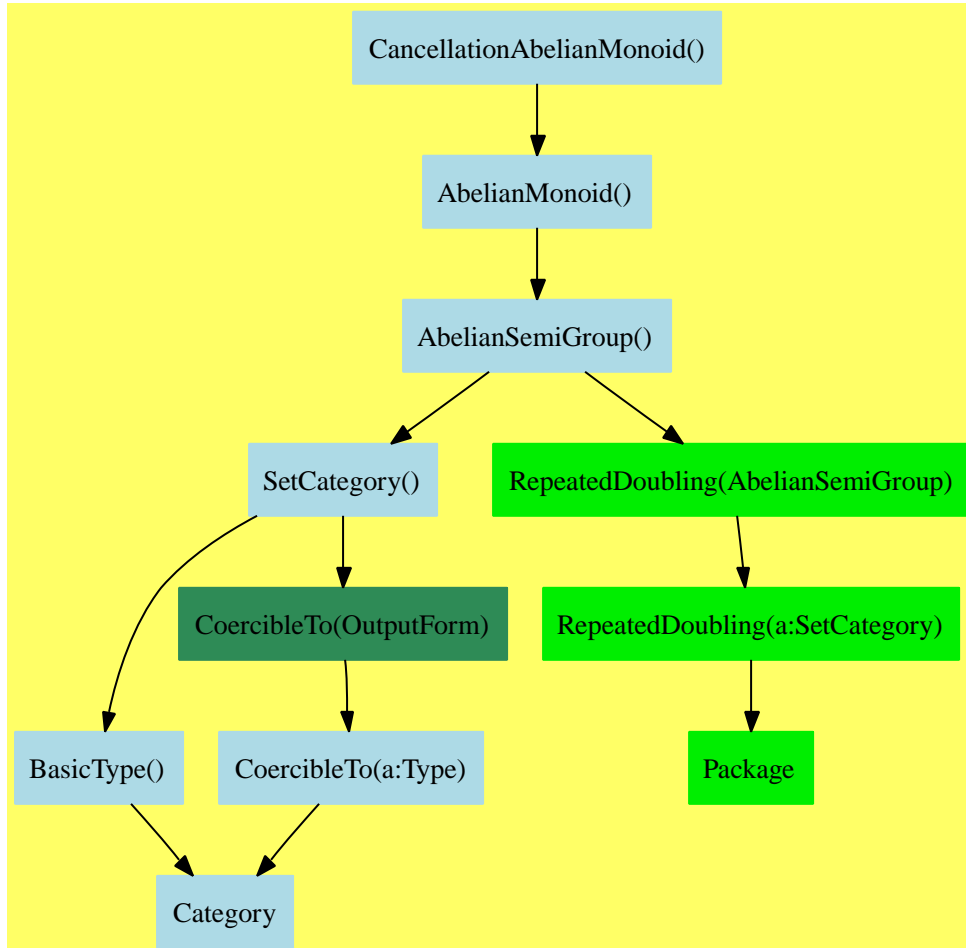 CancellationAbelianMonoid()
AbelianMonoid()
AbelianSemiGroup()
SetCategory()
RepeatedDoubling(AbelianSemiGroup)
CoercibleTo(OutputForm)
RepeatedDoubling(a:SetCategory)
BasicType()
CoercibleTo(a:Type)
Package
Category